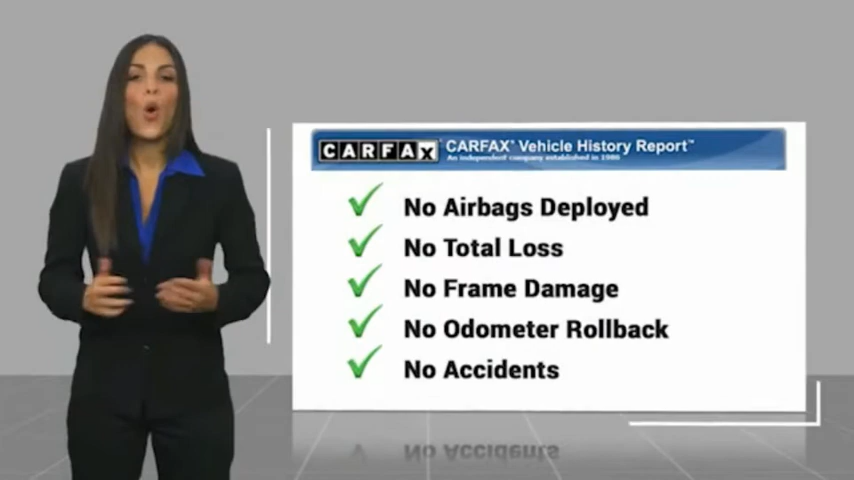 CARFAX CARFAX® Vehicle History Report™
An independent company established in 1986
No Airbags Deployed
No Total Loss
No Frame Damage
No Odometer Rollback
No Accidents